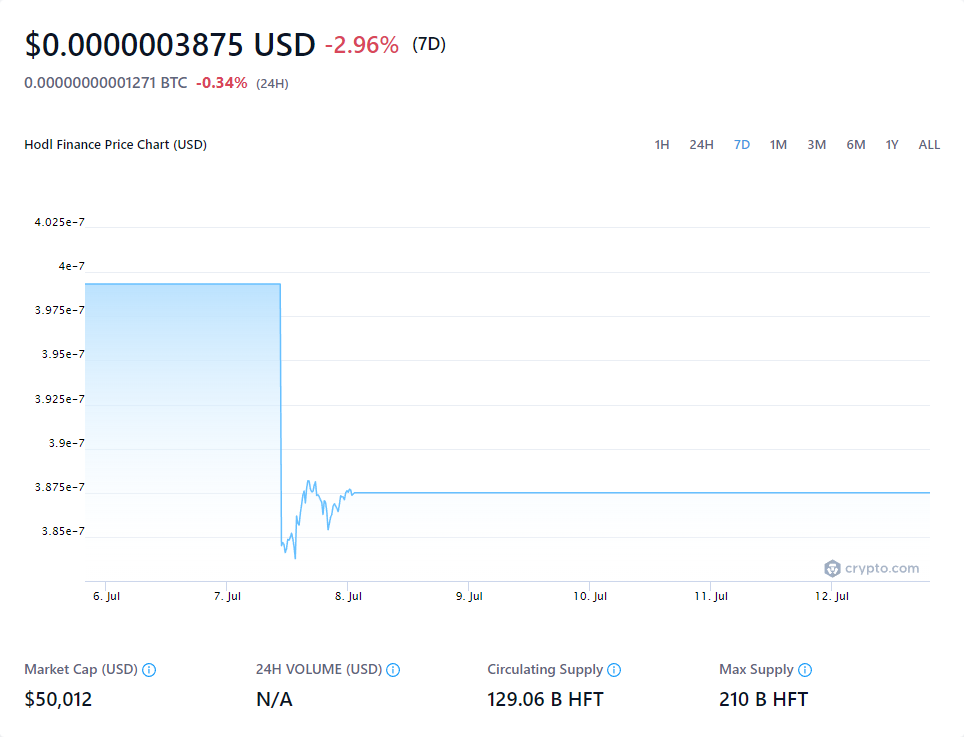 $0.0000003875 USD -2.96% (7D)
0.00000000001271 BTC -0.34% (24H)
Hodl Finance Price Chart (USD) 1H 24H 7D 1M 3M 6M 1Y ALL
4.025e-7
4e-7
3.975e-7
3.95e-7
3.925e-7
3.9e-7
3.875e-7
3.85e-7
crypto.com
6. Jul 7. Jul 8. Jul 9. Jul 10. Jul 11. Jul 12. Jul
Market Cap (USD) 24H VOLUME (USD) Circulating Supply Max Supply
$50,012 N/A 129.06 B HFT 210 B HFT